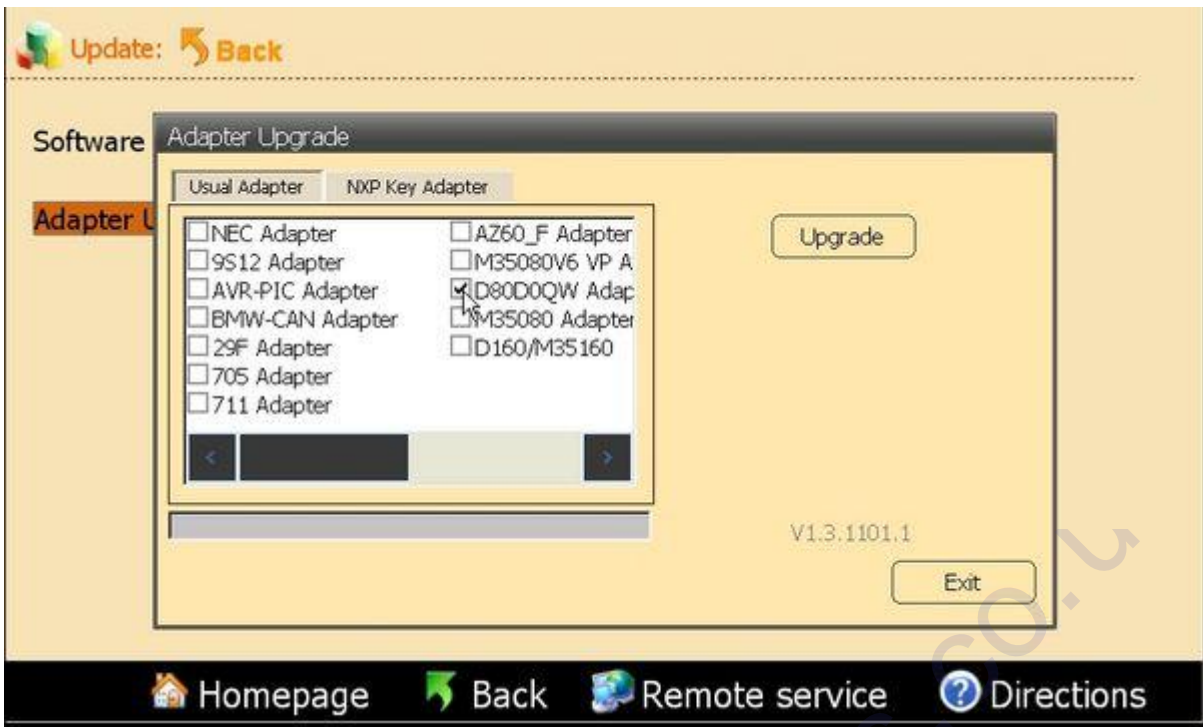 Update: Back
Software
Adapter Upgrade
Adapter U
Usual Adapter NXP Key Adapter
NEC Adapter
9S12 Adapter
AVR-PIC Adapter
BMW-CAN Adapter
29F Adapter
705 Adapter
711 Adapter
AZ60_F Adapter
M35080V6 VP A
D80D0QW Adap
M35080 Adapter
D160/M35160
Upgrade
V1.3.1101.1
Exit
co.u
Homepage Back Remote service Directions